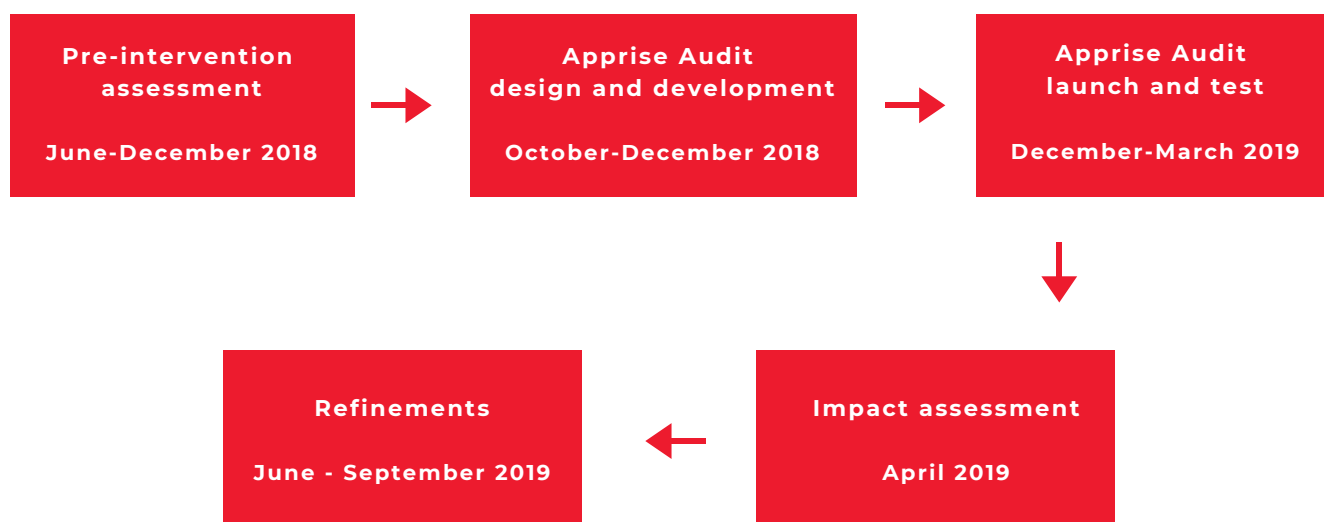 Pre-intervention
assessment
June-December 2018
Apprise Audit
design and development
October-December 2018
Apprise Audit
launch and test
December-March 2019
Impact assessment
April 2019
Refinements
June - September 2019